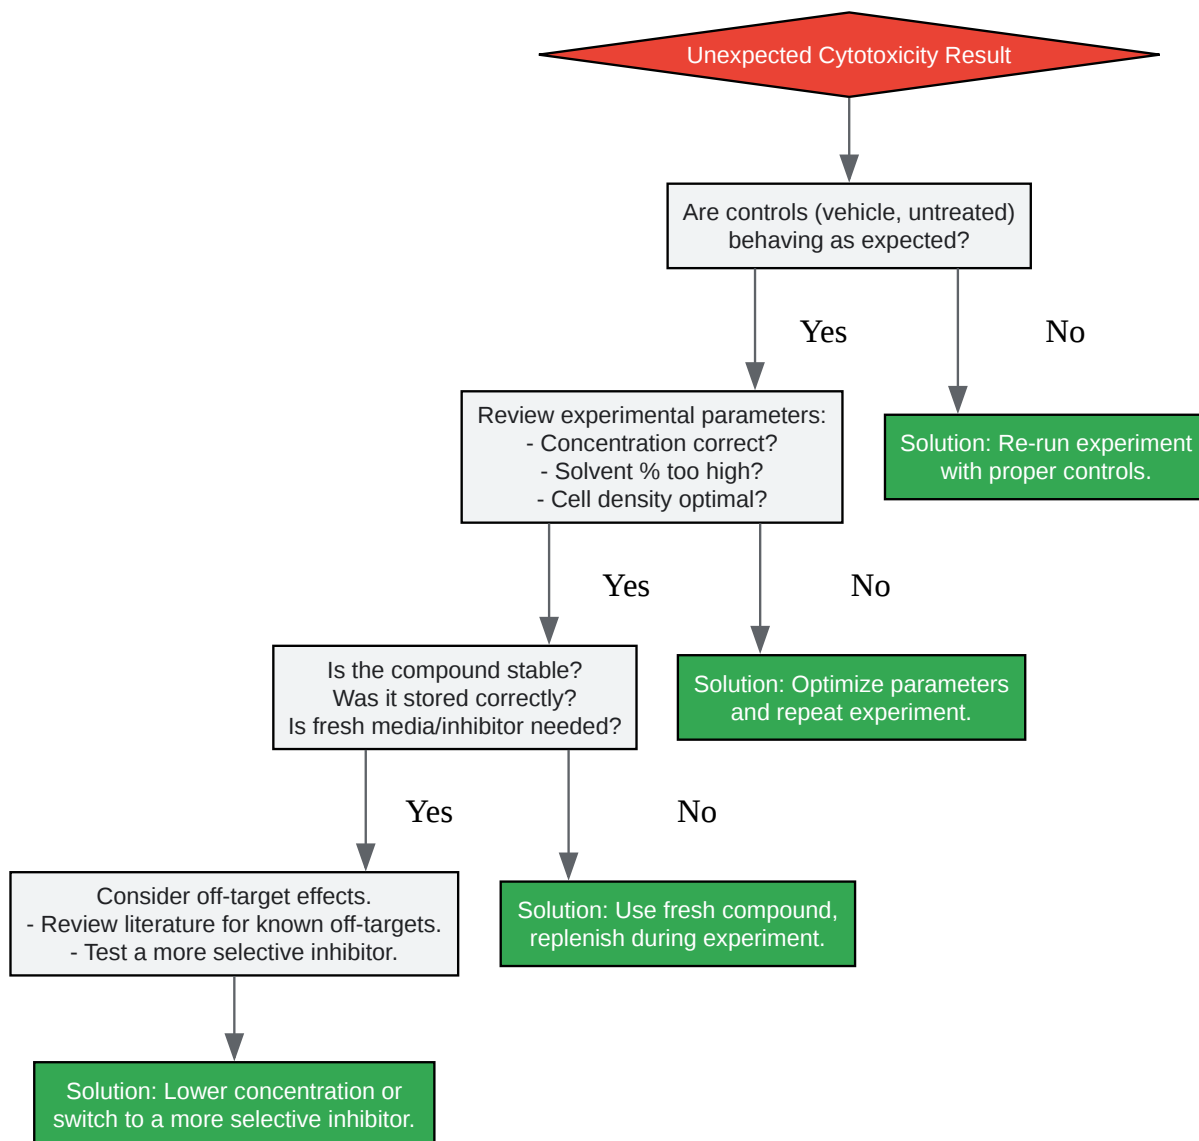 Unexpected Cytotoxicity Result
Are controls (vehicle, untreated)
behaving as expected?
Yes
No
Review experimental parameters:
- Concentration correct?
- Solvent % too high?
- Cell density optimal?
Solution: Re-run experiment
with proper controls.
Yes
No
Is the compound stable?
Was it stored correctly?
Is fresh media/inhibitor needed?
Solution: Optimize parameters
and repeat experiment.
Yes
No
Consider off-target effects.
- Review literature for known off-targets.
- Test a more selective inhibitor.
Solution: Use fresh compound,
replenish during experiment.
Solution: Lower concentration or
switch to a more selective inhibitor.